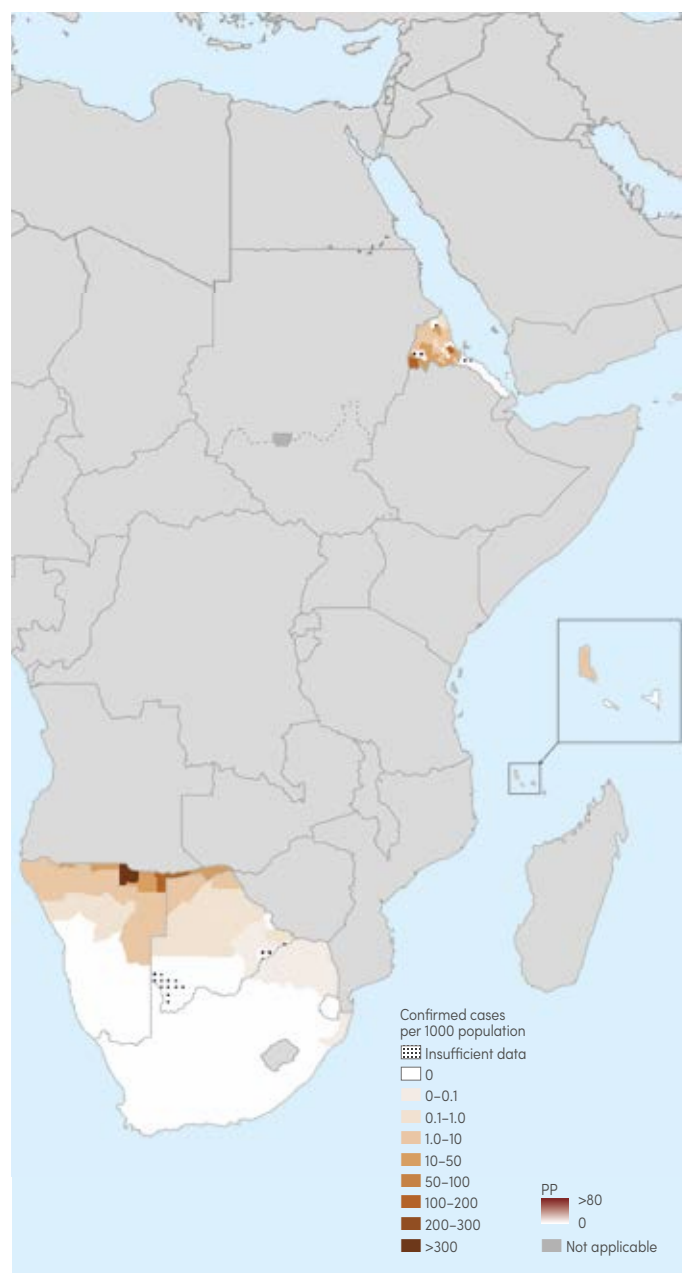 Confirmed cases
per 1000 population
Insufficient data
0
0–0.1
0.1–1.0
1.0–10
10–50
50–100
100–200
200–300
>300
PP
>80
0
Not applicable